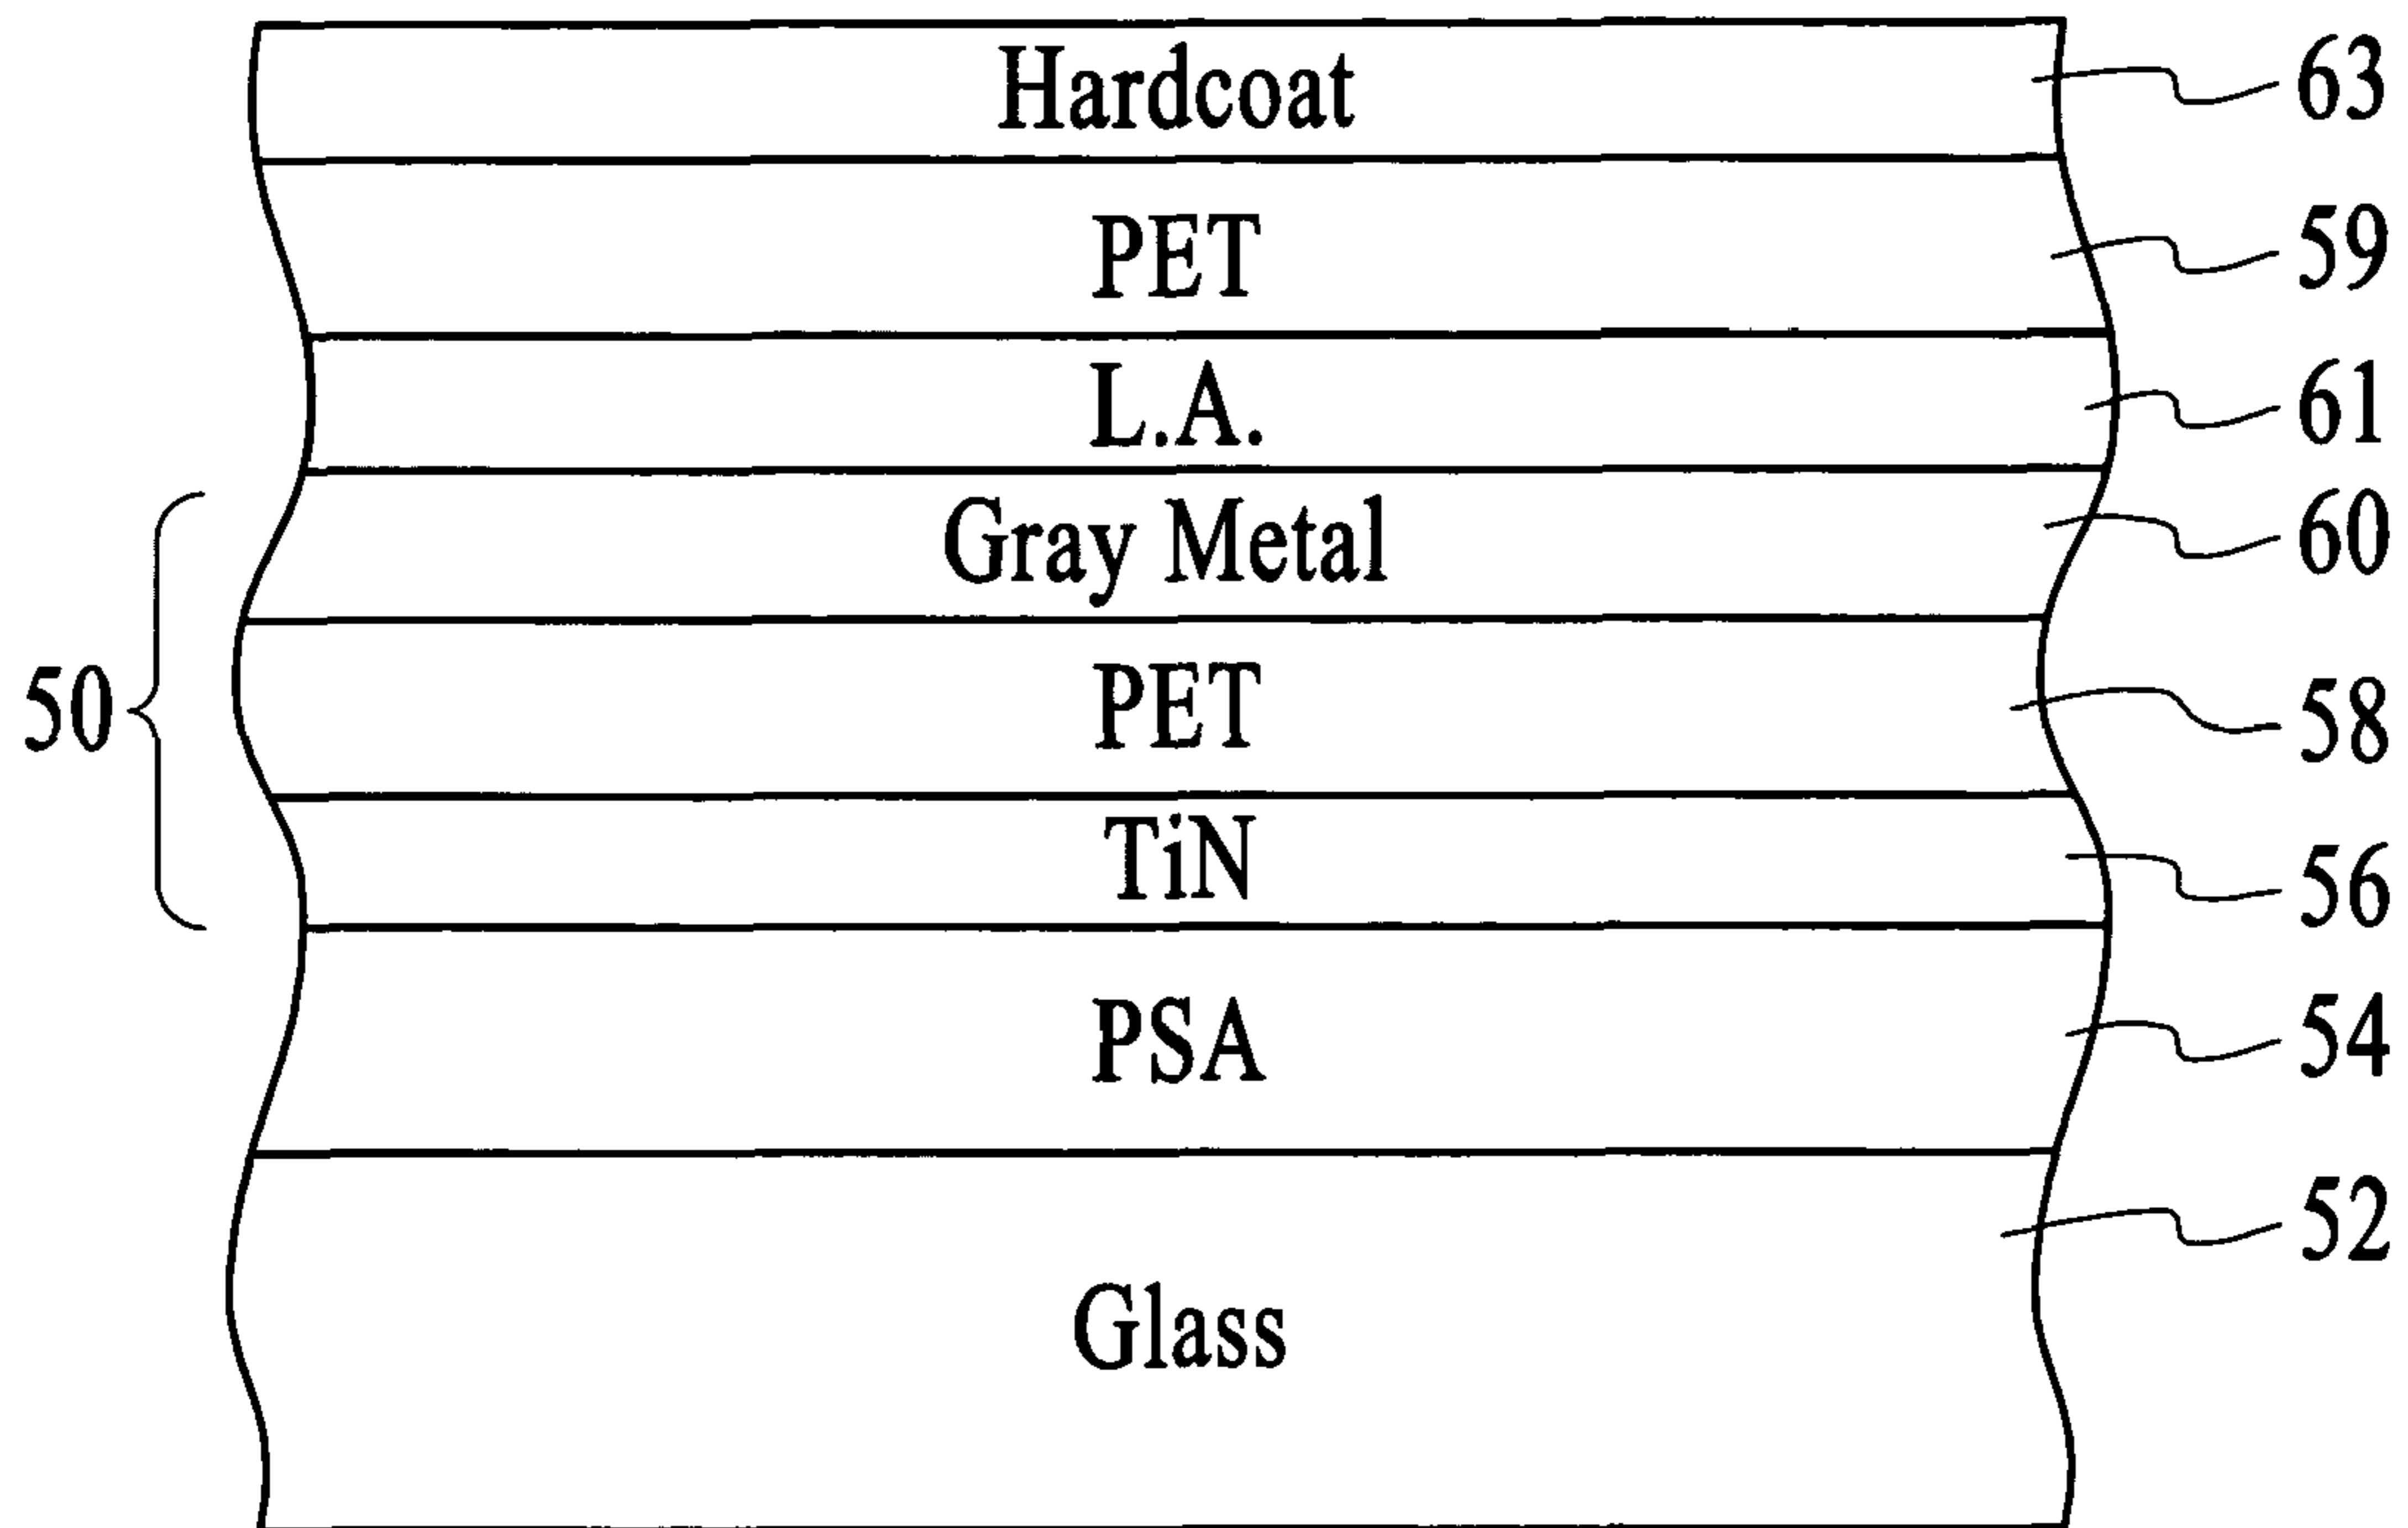 Hardcoat 63
PET 59
L.A. 61
Gray Metal 60
50 PET 58
TiN 56
PSA 54
52
Glass